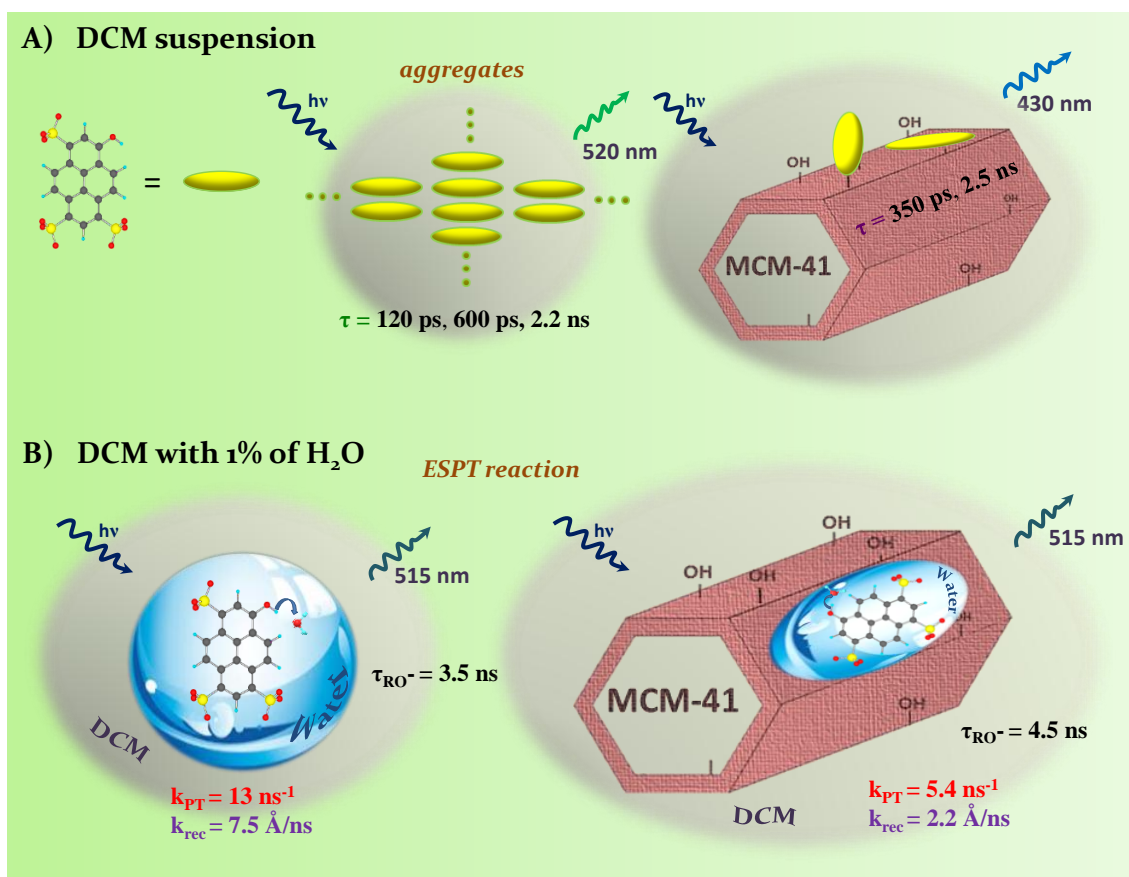 A) DCM suspension
aggregates
hν
520 nm
=
τ = 120 ps, 600 ps, 2.2 ns
hν
430 nm
OH
OH
OH
OH
τ = 350 ps, 2.5 ns
MCM-41
B) DCM with 1% of H₂O
ESPT reaction
hν
515 nm
Water
DCM
τRO- = 3.5 ns
kPT = 13 ns⁻¹
krec = 7.5 Å/ns
hν
515 nm
OH
OH
OH
OH
OH
OH
Water
MCM-41
τRO- = 4.5 ns
DCM
kPT = 5.4 ns⁻¹
krec = 2.2 Å/ns